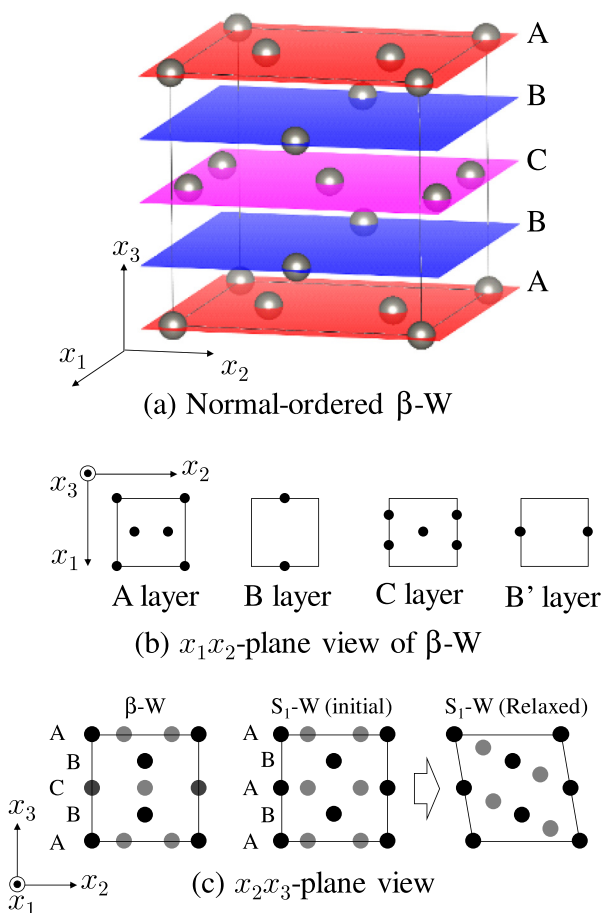 A
B
C
B
A
x₃
x₁
x₂
(a) Normal-ordered β-W
x₃
x₂
x₁
A layer
B layer
C layer
B' layer
(b) x₁x₂-plane view of β-W
β-W
S₁-W (initial)
S₁-W (Relaxed)
A
B
C
B
A
A
B
A
B
A
x₃
x₂
x₁
(c) x₂x₃-plane view